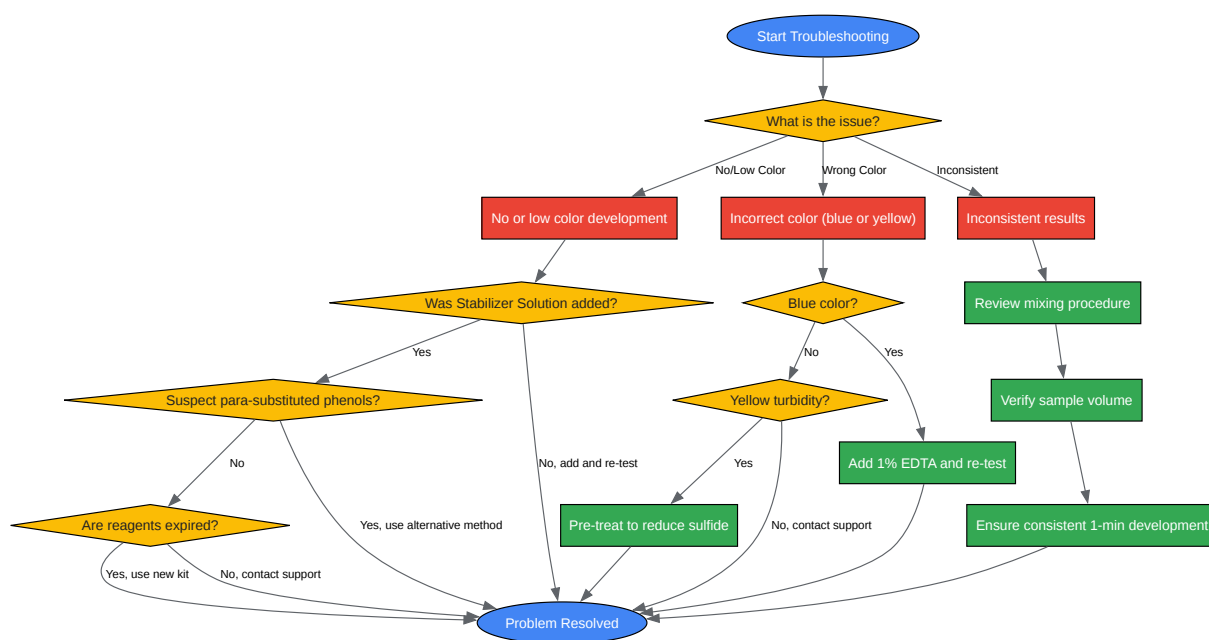 Start Troubleshooting
What is the issue?
No/Low Color
Wrong Color
Inconsistent
No or low color development
Incorrect color (blue or yellow)
Inconsistent results
Was Stabilizer Solution added?
Blue color?
Review mixing procedure
Yes
No
Yes
Suspect para-substituted phenols?
Yellow turbidity?
Verify sample volume
No
No, add and re-test
Yes
Add 1% EDTA and re-test
Are reagents expired?
Yes, use alternative method
Pre-treat to reduce sulfide
No, contact support
Ensure consistent 1-min development
Yes, use new kit
No, contact support
Problem Resolved